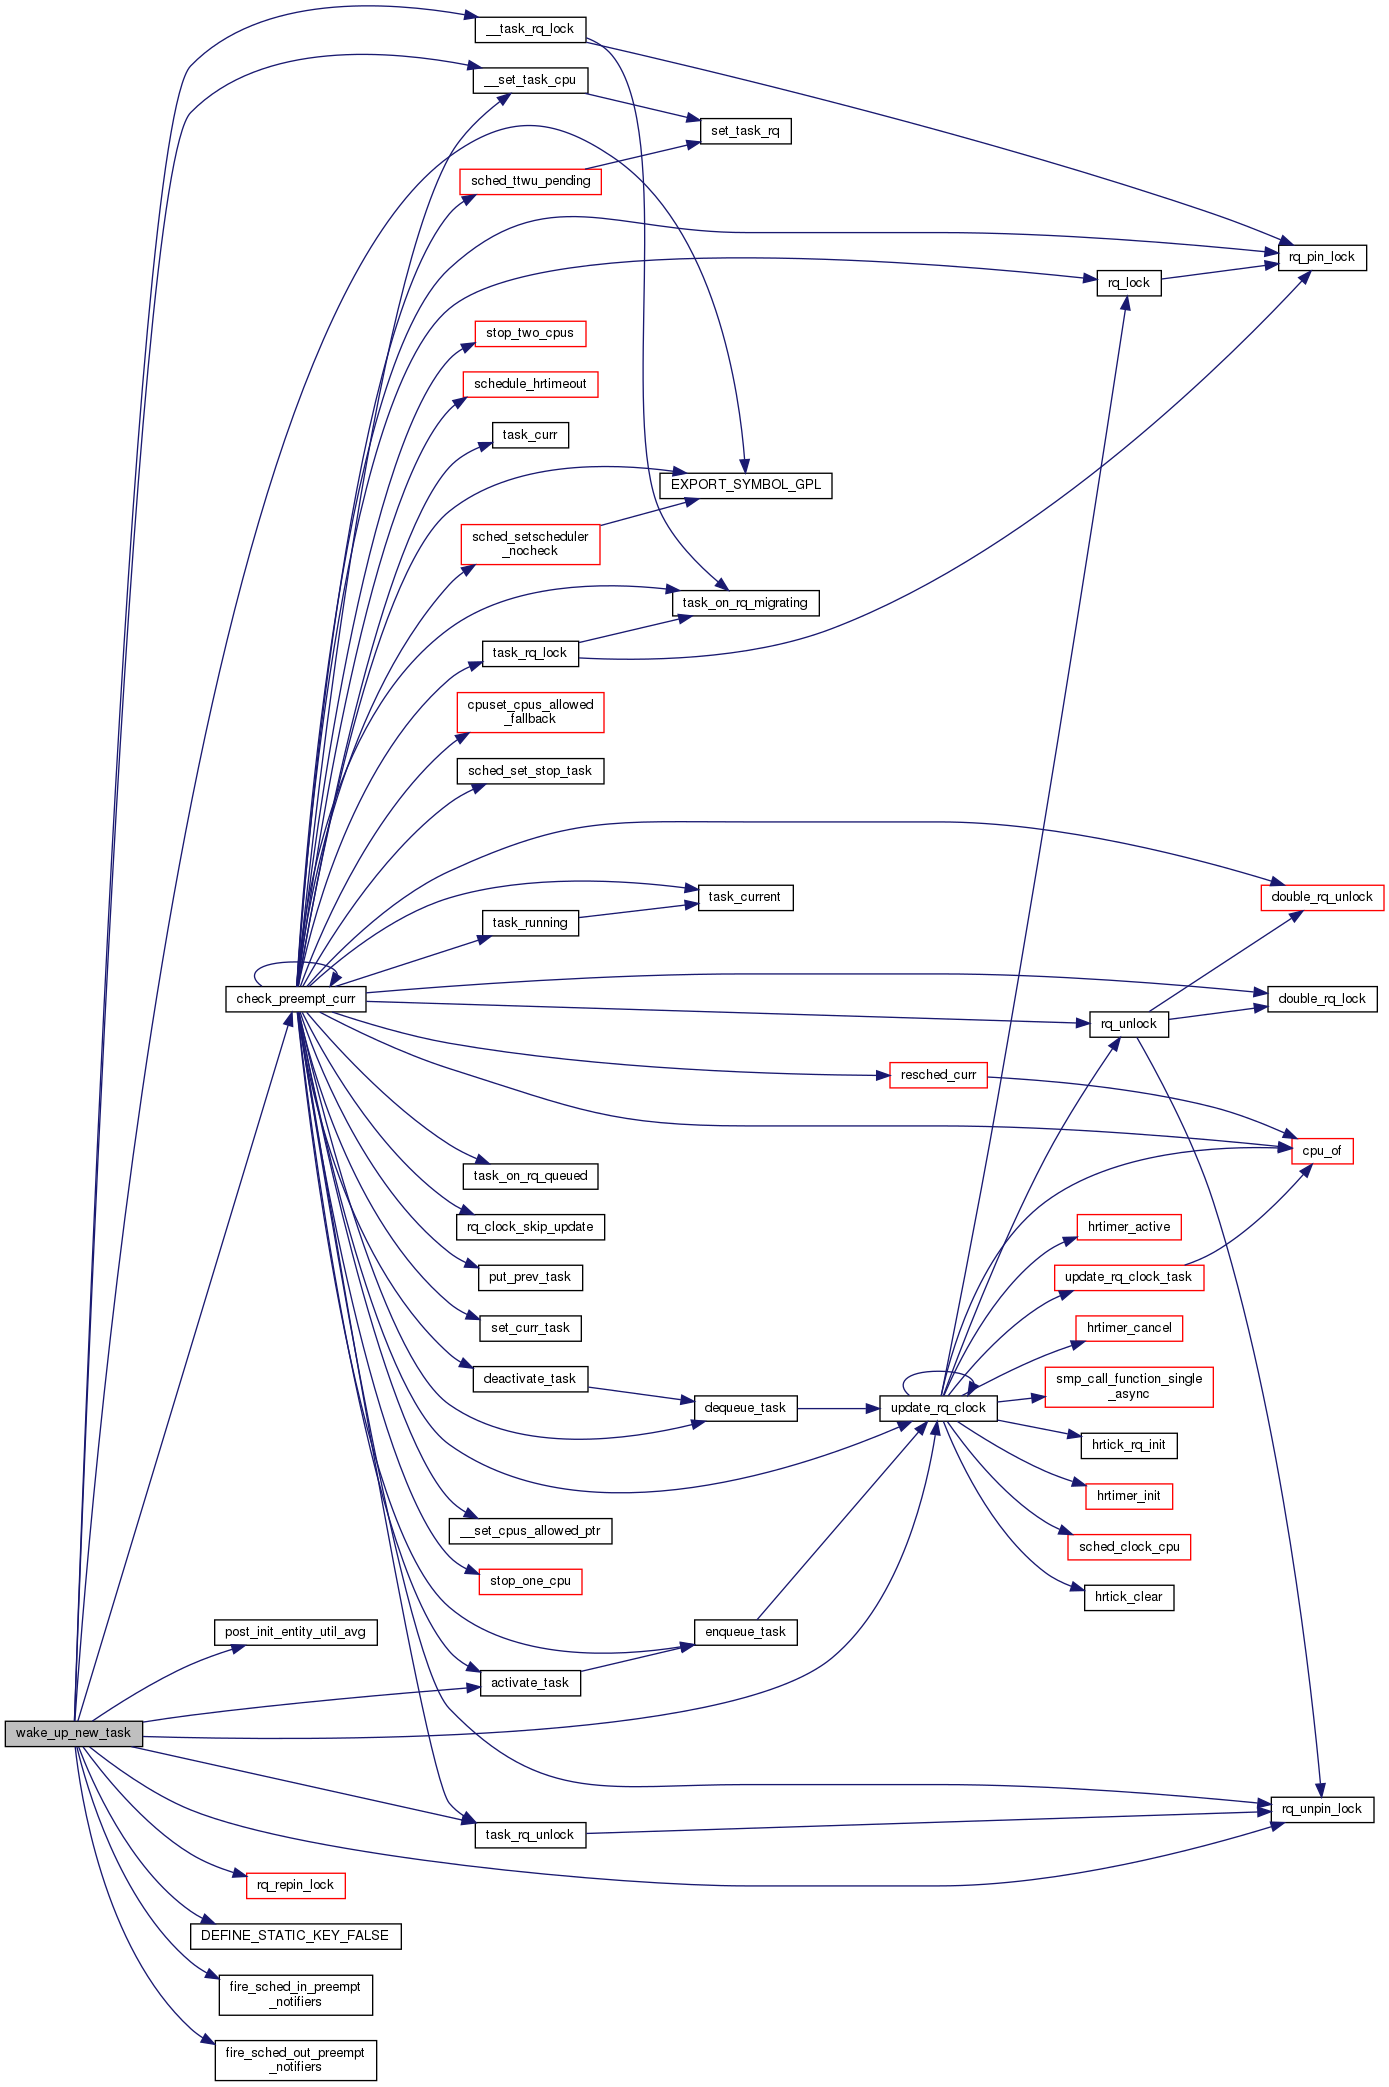 __task_rq_lock
__set_task_cpu
set_task_rq
sched_ttwu_pending
rq_pin_lock
rq_lock
stop_two_cpus
schedule_hrtimeout
task_curr
EXPORT_SYMBOL_GPL
sched_setscheduler
_nocheck
task_on_rq_migrating
task_rq_lock
cpuset_cpus_allowed
_fallback
sched_set_stop_task
task_current
double_rq_unlock
task_running
check_preempt_curr
double_rq_lock
rq_unlock
resched_curr
cpu_of
task_on_rq_queued
rq_clock_skip_update
hrtimer_active
put_prev_task
update_rq_clock_task
set_curr_task
hrtimer_cancel
deactivate_task
smp_call_function_single
_async
dequeue_task
update_rq_clock
hrtick_rq_init
hrtimer_init
__set_cpus_allowed_ptr
sched_clock_cpu
stop_one_cpu
hrtick_clear
post_init_entity_util_avg
enqueue_task
activate_task
wake_up_new_task
rq_unpin_lock
task_rq_unlock
rq_repin_lock
DEFINE_STATIC_KEY_FALSE
fire_sched_in_preempt
_notifiers
fire_sched_out_preempt
_notifiers